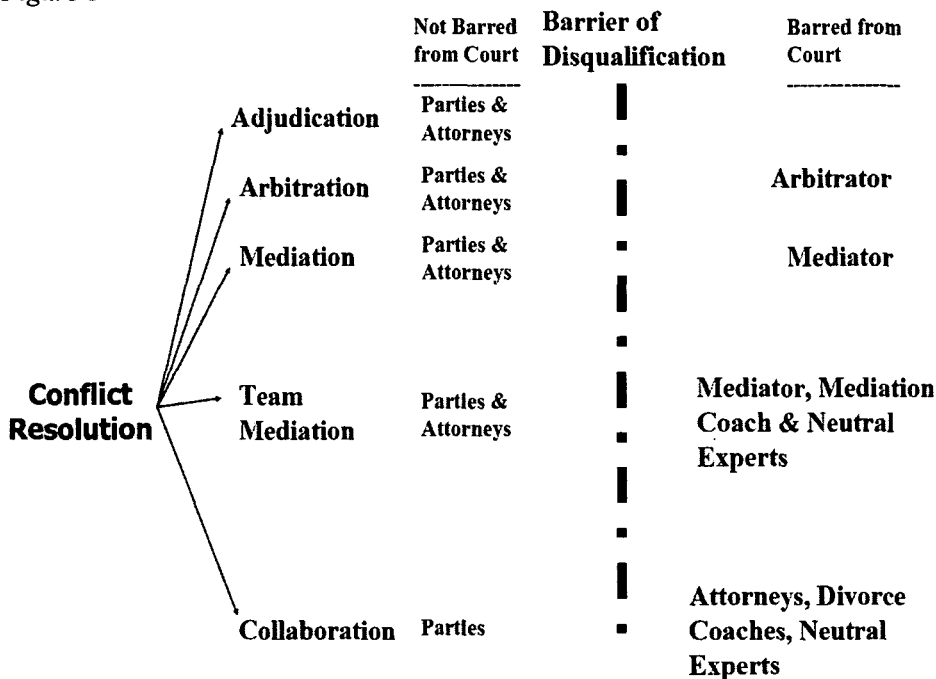 Not Barred
from Court
Barrier of
Disqualification
Barred from
Court
Adjudication
Parties &
Attorneys
Arbitration
Parties &
Attorneys
Arbitrator
Mediation
Parties &
Attorneys
Mediator
Conflict
Resolution
Team
Mediation
Parties &
Attorneys
Mediator, Mediation
Coach & Neutral
Experts
Collaboration
Parties
Attorneys, Divorce
Coaches, Neutral
Experts